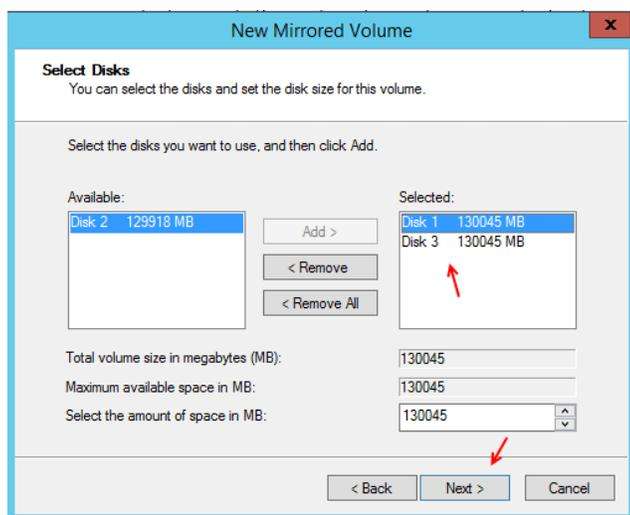 New Mirrored Volume
x
Select Disks
You can select the disks and set the disk size for this volume.
Select the disks you want to use, and then click Add.
Available:
Selected:
Disk 2 129918 MB
Add >
< Remove
< Remove All
Disk 1 130045 MB
Disk 3 130045 MB
Total volume size in megabytes (MB): 130045
Maximum available space in MB: 130045
Select the amount of space in MB: 130045
< Back Next > Cancel